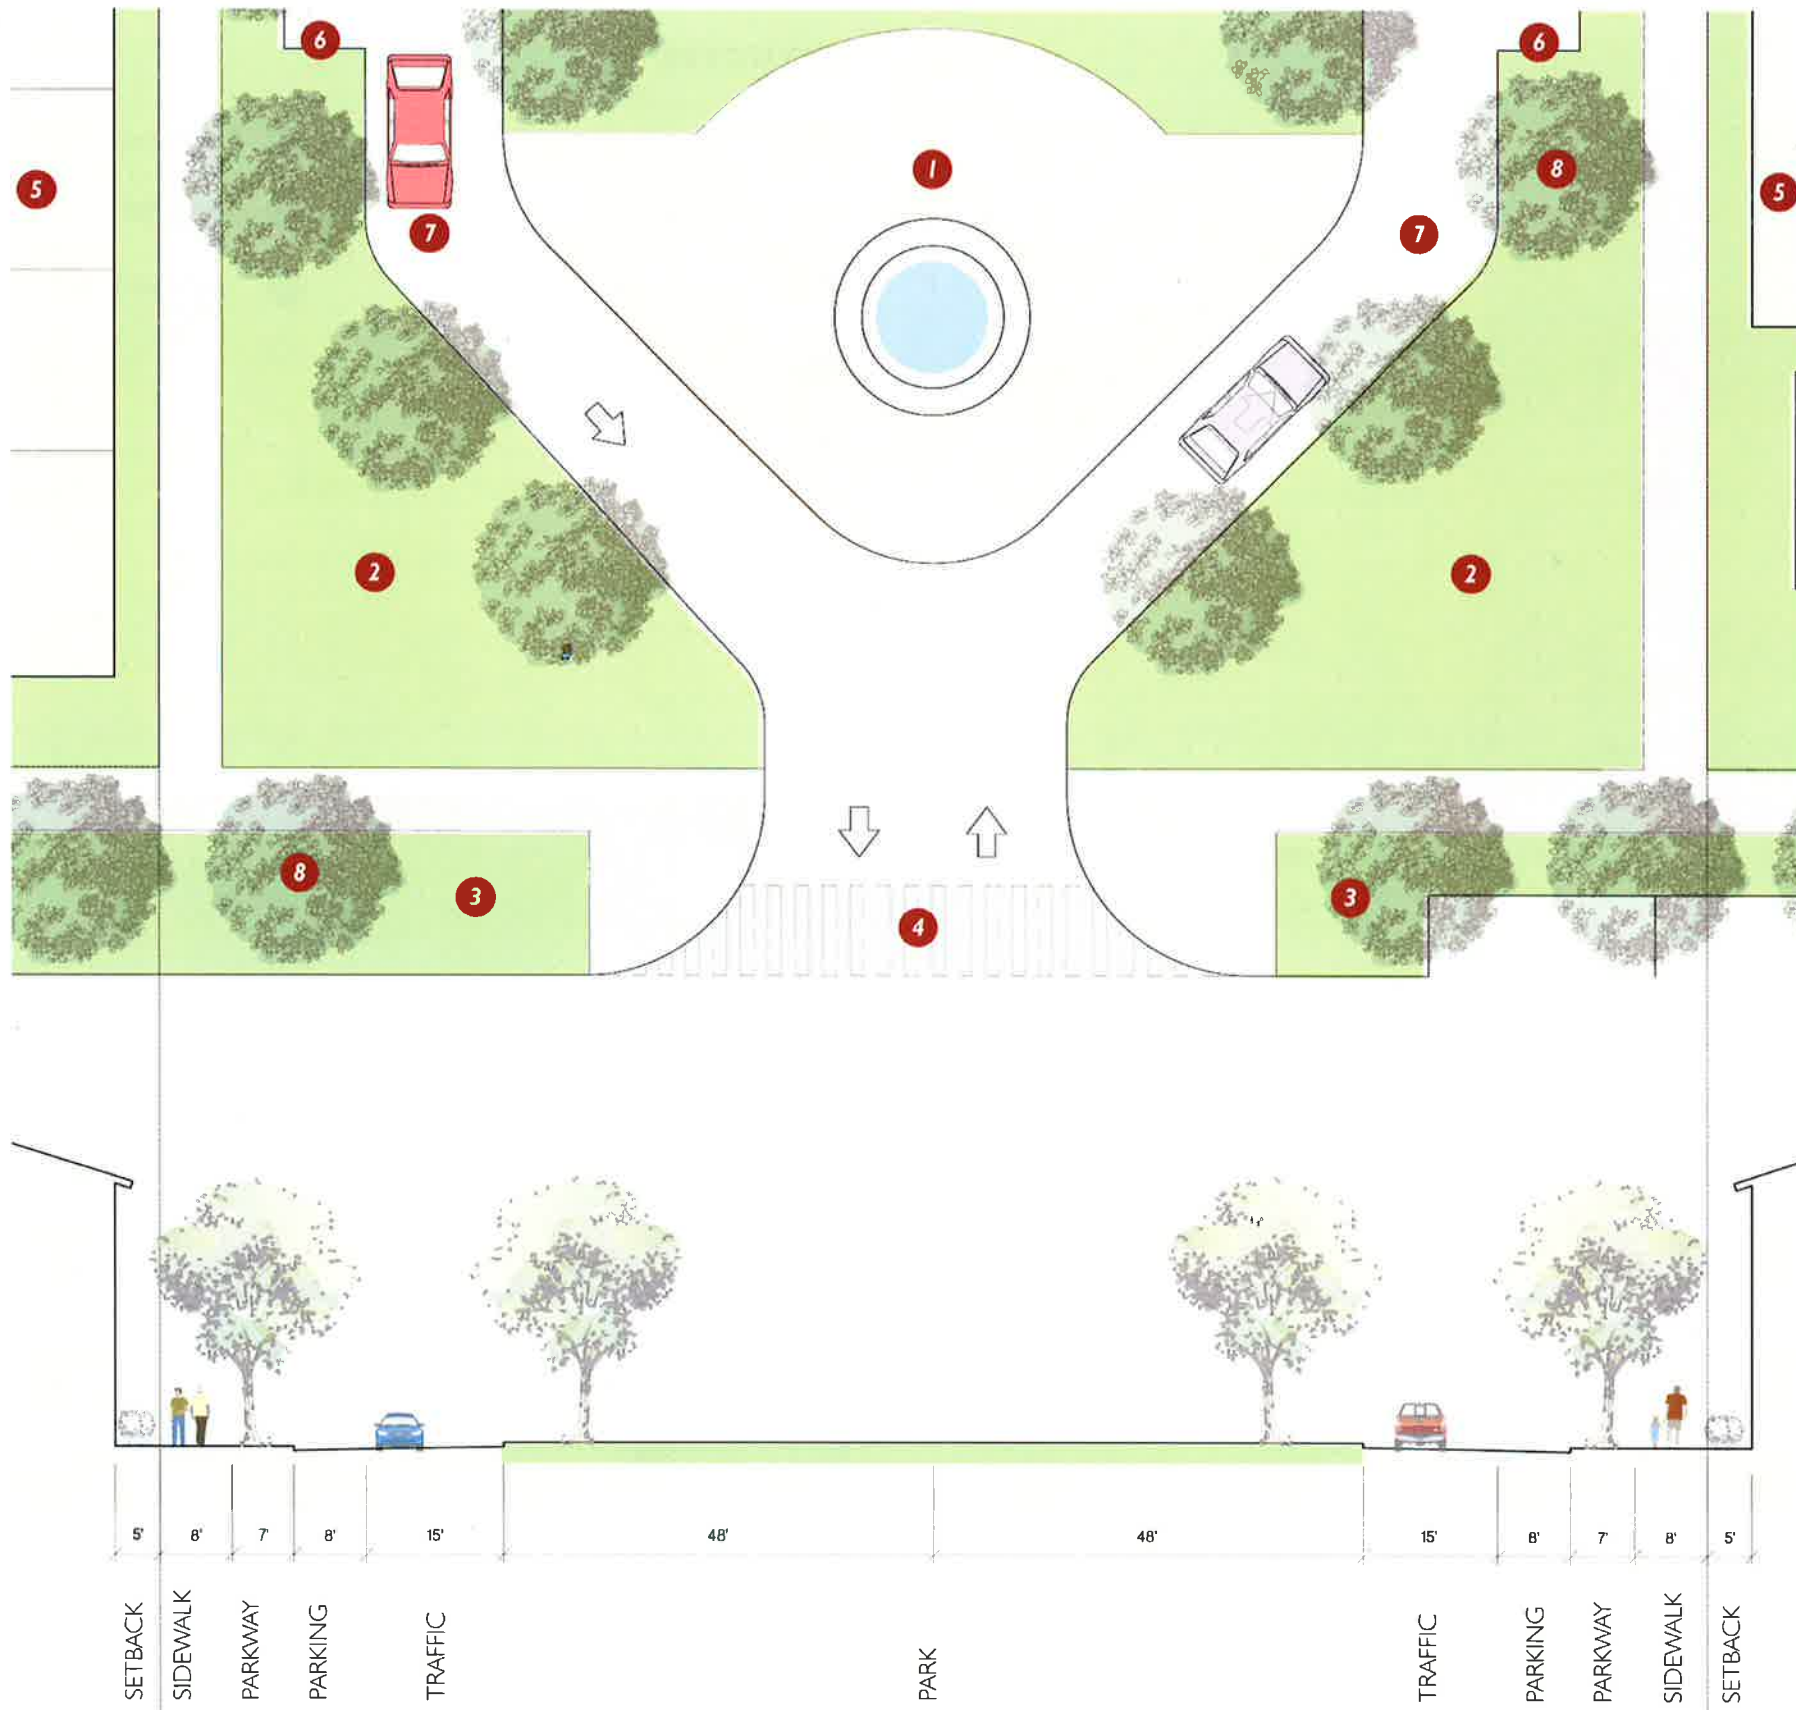 6 6
8
5 1 5
7 7
2 2
8 3 3
4
5' 8' 7' 8' 15' 48' 48' 15' 8' 7' 8' 5'
SETBACK
SIDEWALK
PARKWAY
PARKING
TRAFFIC
PARK
TRAFFIC
PARKING
PARKWAY
SIDEWALK
SETBACK